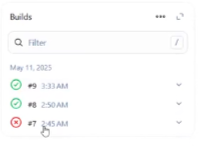 Builds
Filter /
May 11, 2025
#9 3:33 AM
#8 2:50 AM
#7 2:45 AM